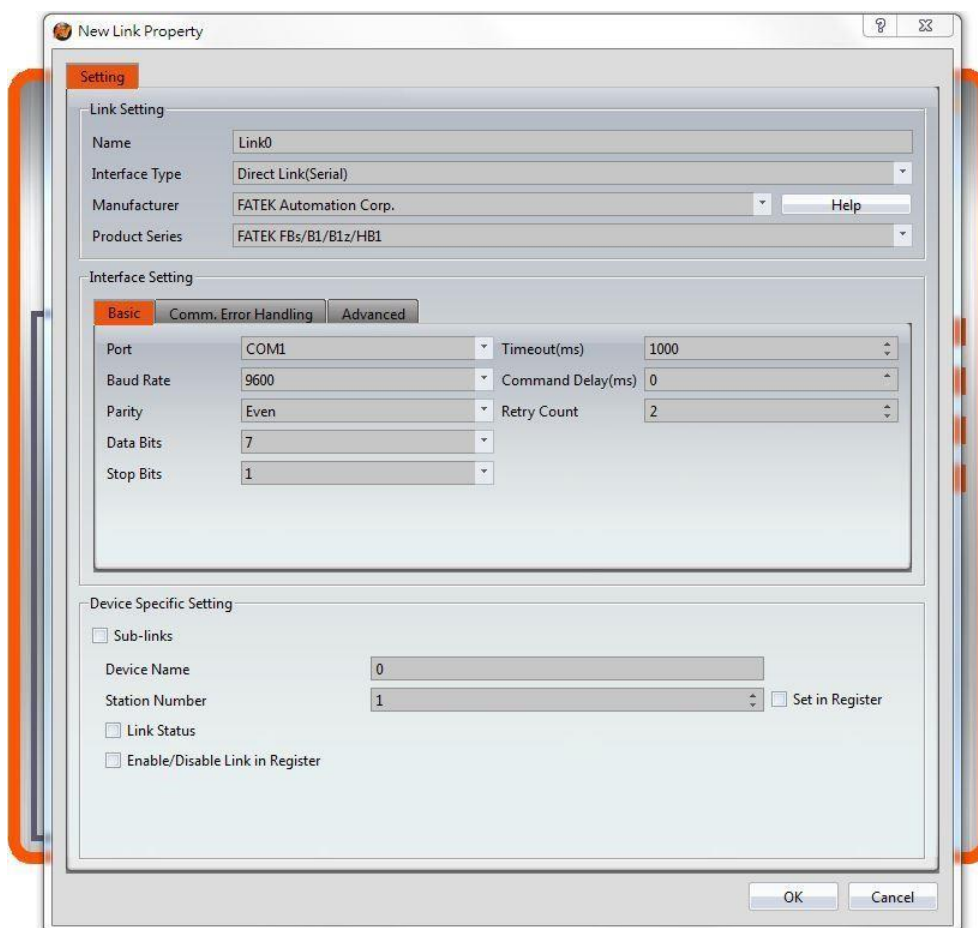 New Link Property
Setting
Link Setting
Name Link0
Interface Type Direct Link(Serial)
Manufacturer FATEK Automation Corp. Help
Product Series FATEK FBs/B1/B1z/HB1
Interface Setting
Basic Comm. Error Handling Advanced
Port COM1 Timeout(ms) 1000
Baud Rate 9600 Command Delay(ms) 0
Parity Even Retry Count 2
Data Bits 7
Stop Bits 1
Device Specific Setting
Sub-links
Device Name 0
Station Number 1 Set in Register
Link Status
Enable/Disable Link in Register
OK Cancel